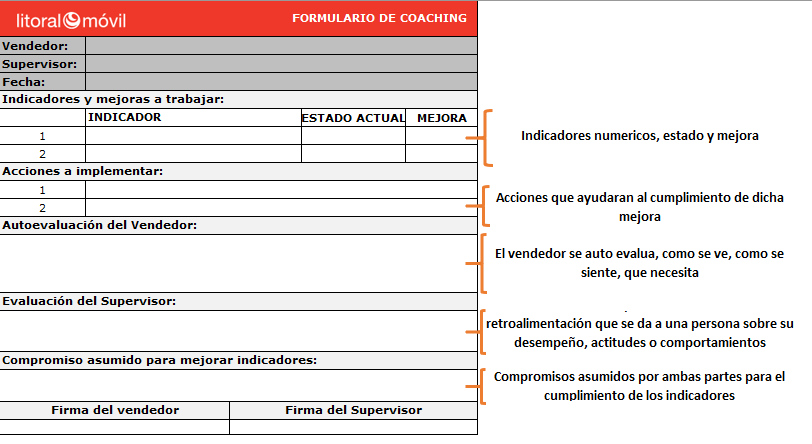 litoral móvil
FORMULARIO DE COACHING
Vendedor:
Supervisor:
Fecha:
Indicadores y mejoras a trabajar:
INDICADOR ESTADO ACTUAL MEJORA
1
2
Indicadores numericos, estado y mejora
Acciones a implementar:
1
2
Acciones que ayudaran al cumplimiento de dicha
mejora
Autoevaluación del Vendedor:
El vendedor se auto evalua, como se ve, como se
siente, que necesita
Evaluación del Supervisor:
retroalimentación que se da a una persona sobre su
desempeño, actitudes o comportamientos
Compromiso asumido para mejorar indicadores:
Compromisos asumidos por ambas partes para el
cumplimiento de los indicadores
Firma del vendedor Firma del Supervisor